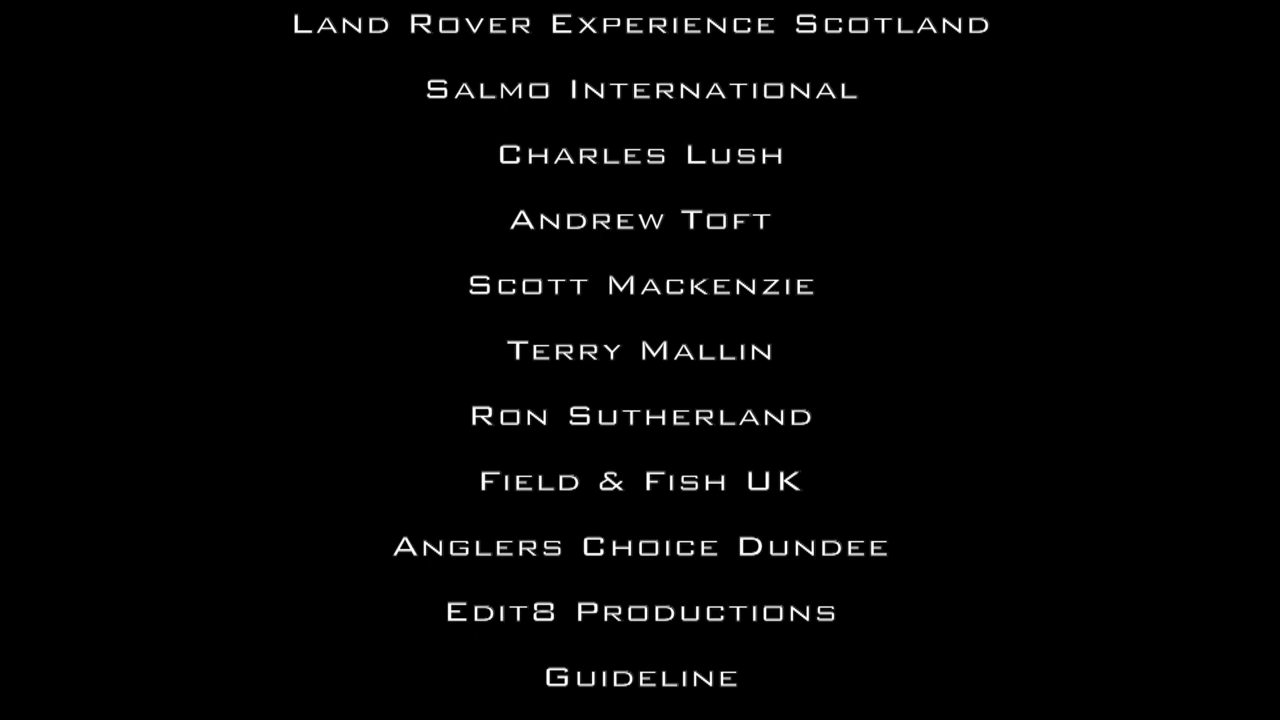 Land Rover Experience Scotland
Salmo International
Charles Lush
Andrew Toft
Scott Mackenzie
Terry Mallin
Ron Sutherland
Field & Fish UK
Anglers Choice Dundee
Edit8 Productions
Guideline